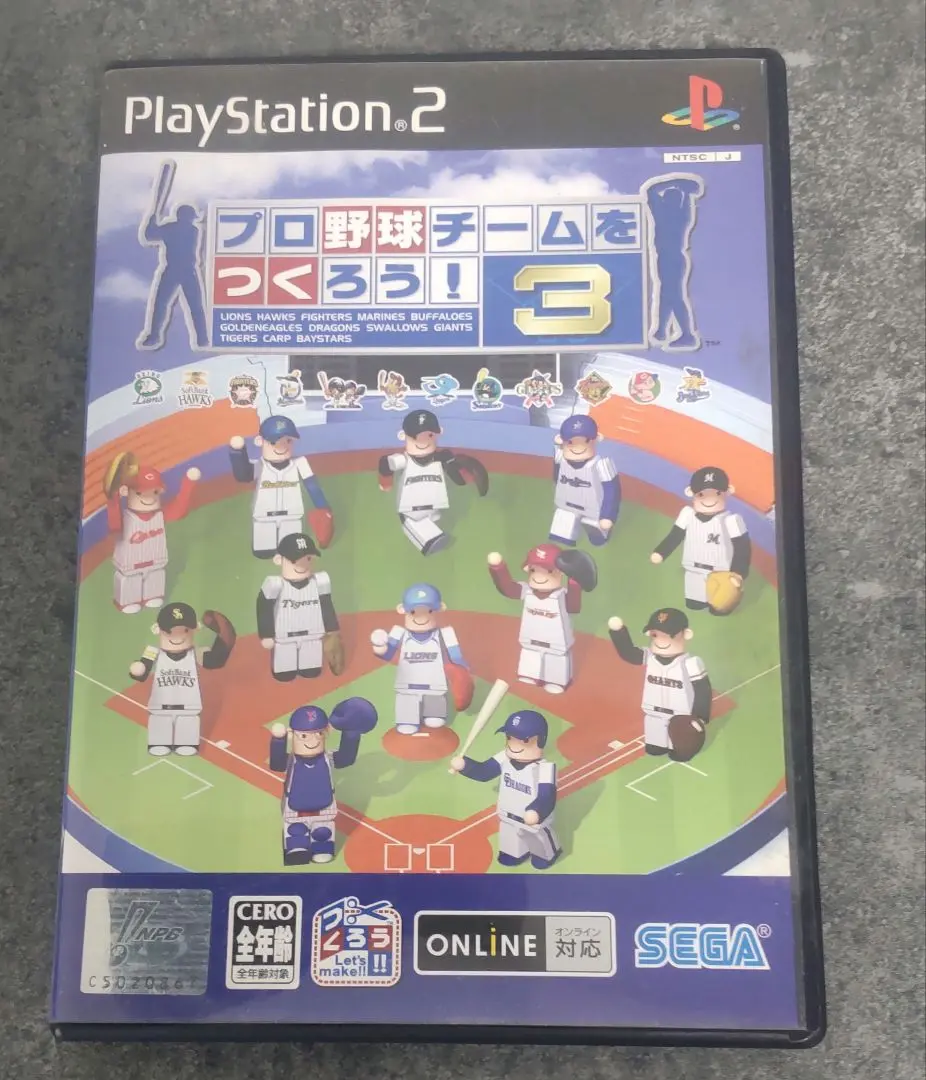 PlayStation®2
NTSC J
プロ野球チームを
つくろう!3
LIONS HAWKS FIGHTERS MARINES BUFFALOES
GOLDENEAGLES DRAGONS SWALLOWS GIANTS
TIGERS CARP BAYSTARS
TM
Lions
SoftBank
HAWKS
FIGHTERS
M
M
Tigers
SoftBank
HAWKS
LIONS
GIANTS
DRAGONS
NPB
CERO
全年齢
全年齢対象
つくろう!!
Let's
make!!
ONLiNE
オンライン
対応
SEGA®